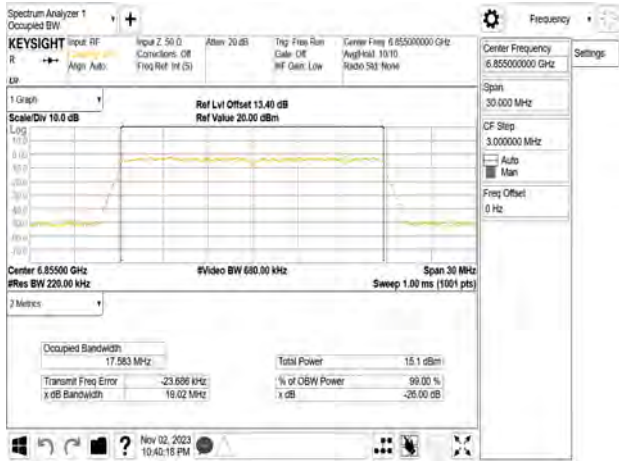 Spectrum Analyzer 1
Occupied BW
+
Frequency
KEYSIGHT
R
Input: RF
Align: Auto
Input Z: 50 Ω
Corrections: Off
Freq Ref: Int (S)
Atten: 20 dB
Trig: Free Run
Gate: Off
#IF Gain: Low
Center Freq: 6.855000000 GHz
Avg|Hold: 10/10
Radio Std: None
Center Frequency
6.855000000 GHz
Settings
Span
30.000 MHz
CF Step
3.000000 MHz
Auto
Man
Freq Offset
0 Hz
1 Graph
Scale/Div 10.0 dB
Ref Lvl Offset 13.40 dB
Ref Value 20.00 dBm
Log
10.0
0.00
Center 6.85500 GHz
#Res BW 220.00 kHz
#Video BW 680.00 kHz
Span 30 MHz
Sweep 1.00 ms (1001 pts)
2 Metrics
Occupied Bandwidth
17.583 MHz
Total Power
15.1 dBm
Transmit Freq Error
-23.686 kHz
% of OBW Power
99.00 %
x dB Bandwidth
19.02 MHz
x dB
-26.00 dB
?
Nov 02, 2023
10:40:18 PM